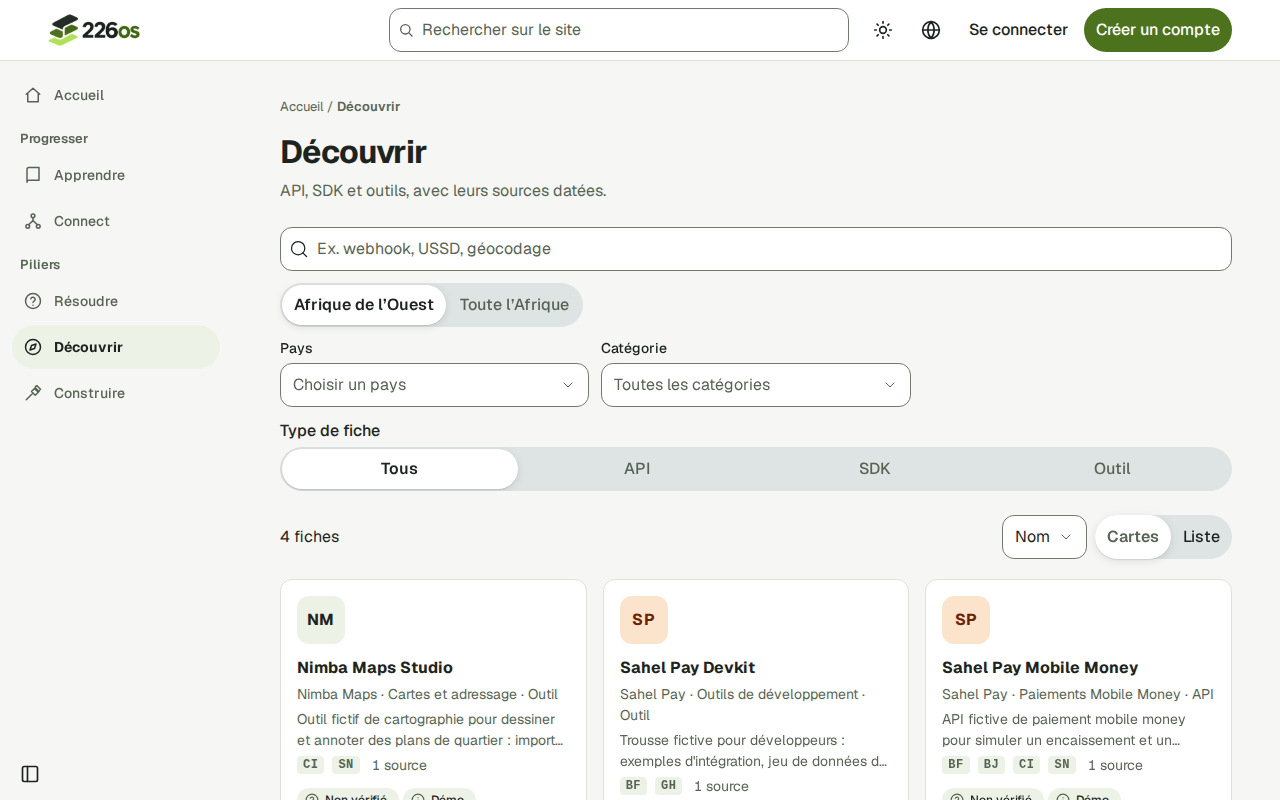 226os
Rechercher sur le site
Se connecter
Créer un compte
Accueil
Progresser
Apprendre
Connect
Piliers
Résoudre
Découvrir
Construire
Accueil / Découvrir
Découvrir
API, SDK et outils, avec leurs sources datées.
Ex. webhook, USSD, géocodage
Afrique de l’Ouest
Toute l’Afrique
Pays
Catégorie
Choisir un pays
Toutes les catégories
Type de fiche
Tous
API
SDK
Outil
4 fiches
Nom
Cartes
Liste
NM
Nimba Maps Studio
Nimba Maps · Cartes et adressage · Outil
Outil fictif de cartographie pour dessiner
et annoter des plans de quartier : import…
CI SN 1 source
Non vérifié Démo
SP
Sahel Pay Devkit
Sahel Pay · Outils de développement ·
Outil
Trousse fictive pour développeurs :
exemples d'intégration, jeu de données d…
BF GH 1 source
SP
Sahel Pay Mobile Money
Sahel Pay · Paiements Mobile Money · API
API fictive de paiement mobile money
pour simuler un encaissement et un…
BF BJ CI SN 1 source
Non vérifié Démo